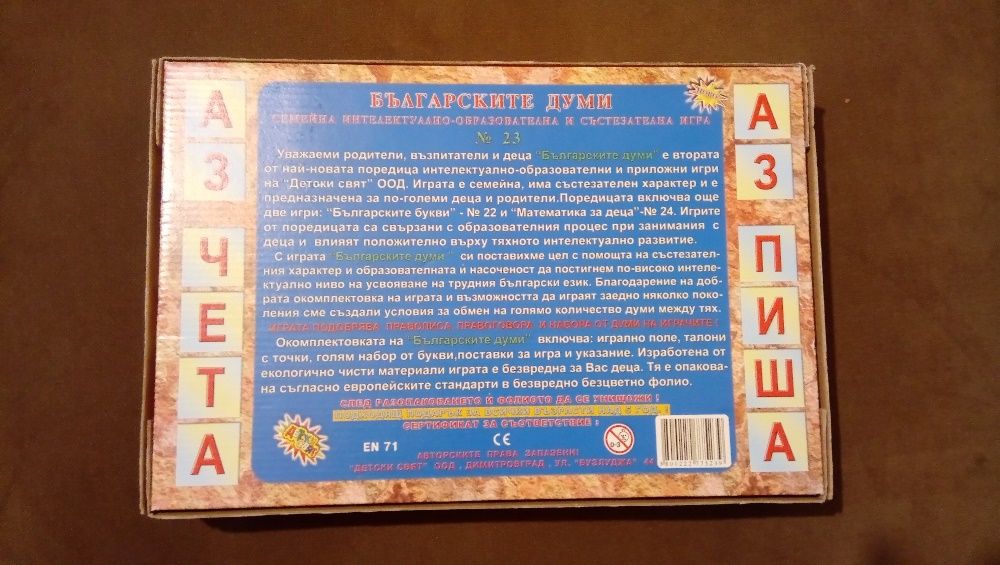 АЗ ЧЕТА
БЪЛГАРСКИТЕ ДУМИ
СЕМЕЙНА ИНТЕЛЕКТУАЛНО-ОБРАЗОВАТЕЛНА И СЪСТЕЗАТЕЛНА ИГРА
№ 23
Уважаеми родители, възпитатели и деца "Българските думи" е втората
от най-новата поредица интелектуално-образователни и приложни игри
на "Детски свят" ООД. Играта е семейна, има състезателен характер и е
предназначена за по-големи деца и родители.Поредицата включва още
две игри: "Българските букви" - № 22 и "Математика за деца"-№ 24. Игрите
от поредицата са свързани с образователния процес при занимания с
деца и влияят положително върху тяхното интелектуално развитие.
С играта "Българските думи" си поставихме цел с помощта на състезател-
ния характер и образователната й насоченост да постигнем по-високо интеле-
ктуално ниво на усвояване на трудния български език. Благодарение на доб-
рата окомплектовка на играта и възможността да играят заедно няколко поко-
ления сме създали условия за обмен на голямо количество думи между тях.
ИГРАТА ПОДОБРЯВА ПРАВОПИСА, ПРАВОГОВОРА И НАБОРА ОТ ДУМИ НА ИГРАЧИТЕ !
Окомплектовката на "Българските думи" включва: игрално поле, талони
с точки, голям набор от букви,поставки за игра и указание. Изработена от
екологично чисти материали играта е безвредна за Вас деца. Тя е опакова-
на съгласно европейските стандарти в безвредно безцветно фолио.
СЛЕД РАЗОПАКОВАНЕТО И ФОЛИОТО ДА СЕ УНИЩОЖИ !
ПОДХОДЯЩ ПОДАРЪК ЗА ВСИЧКИ ВЪЗРАСТИ НАД 5 ГОД. !
СЕРТИФИКАТ ЗА СЪОТВЕТСТВИЕ :
EN 71
CE
0-3
АВТОРСКИТЕ ПРАВА ЗАПАЗЕНИ!
"ДЕТСКИ СВЯТ" ООД , ДИМИТРОВГРАД , УЛ. "БУЗЛУДЖА" 44
АЗ ПИША